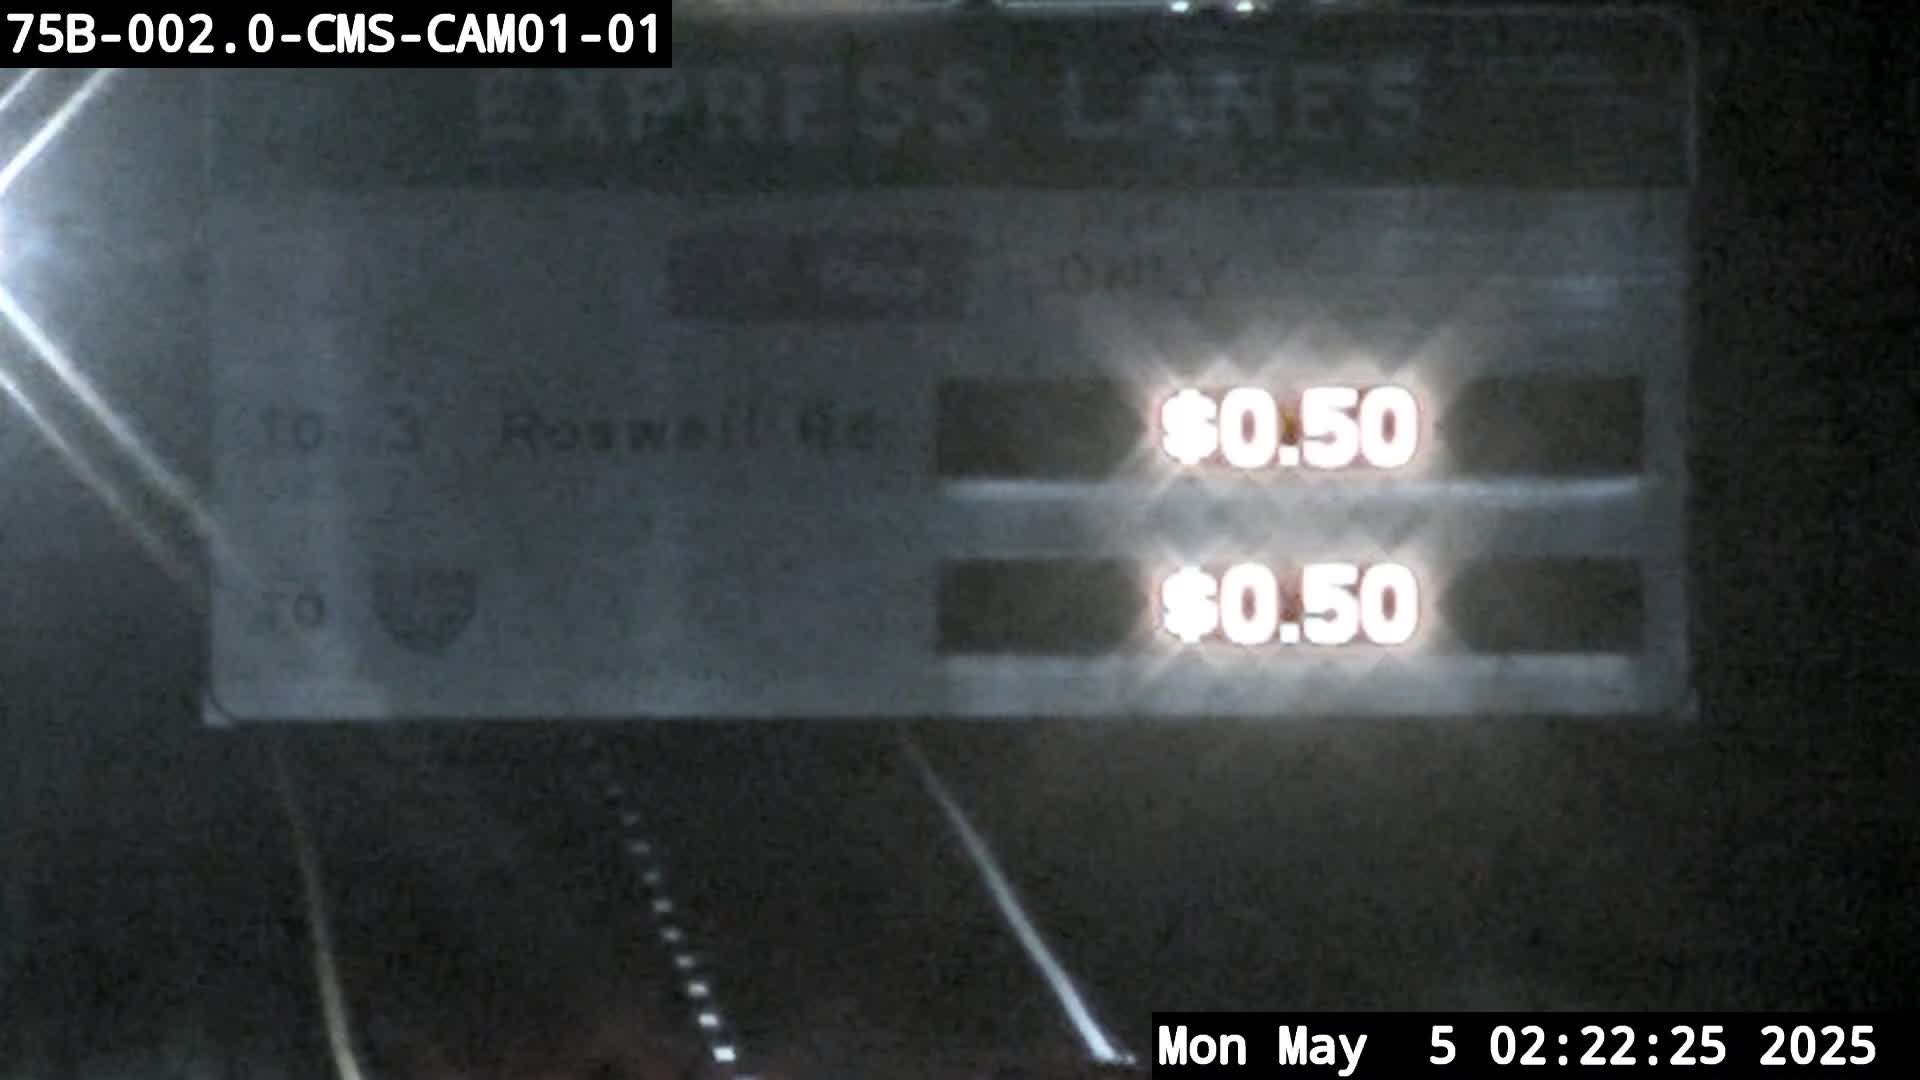 75B-002.0-CMS-CAM01-01
EXPRESS LANES
Pass ONLY
TO 3 Roswell Rd $0.50
TO $0.50
Mon May 5 02:22:25 2025